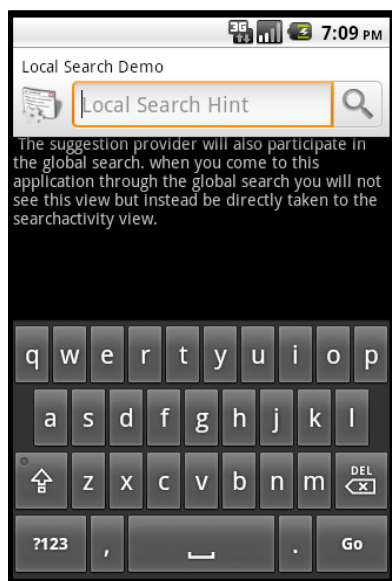 3G 7:09 PM
Local Search Demo
Local Search Hint
The suggestion provider will also participate in
the global search. when you come to this
application through the global search you will not
see this view but instead be directly taken to the
searchactivity view.
q w e r t y u i o p
a s d f g h j k l
z x c v b n m DEL
?123 , . Go